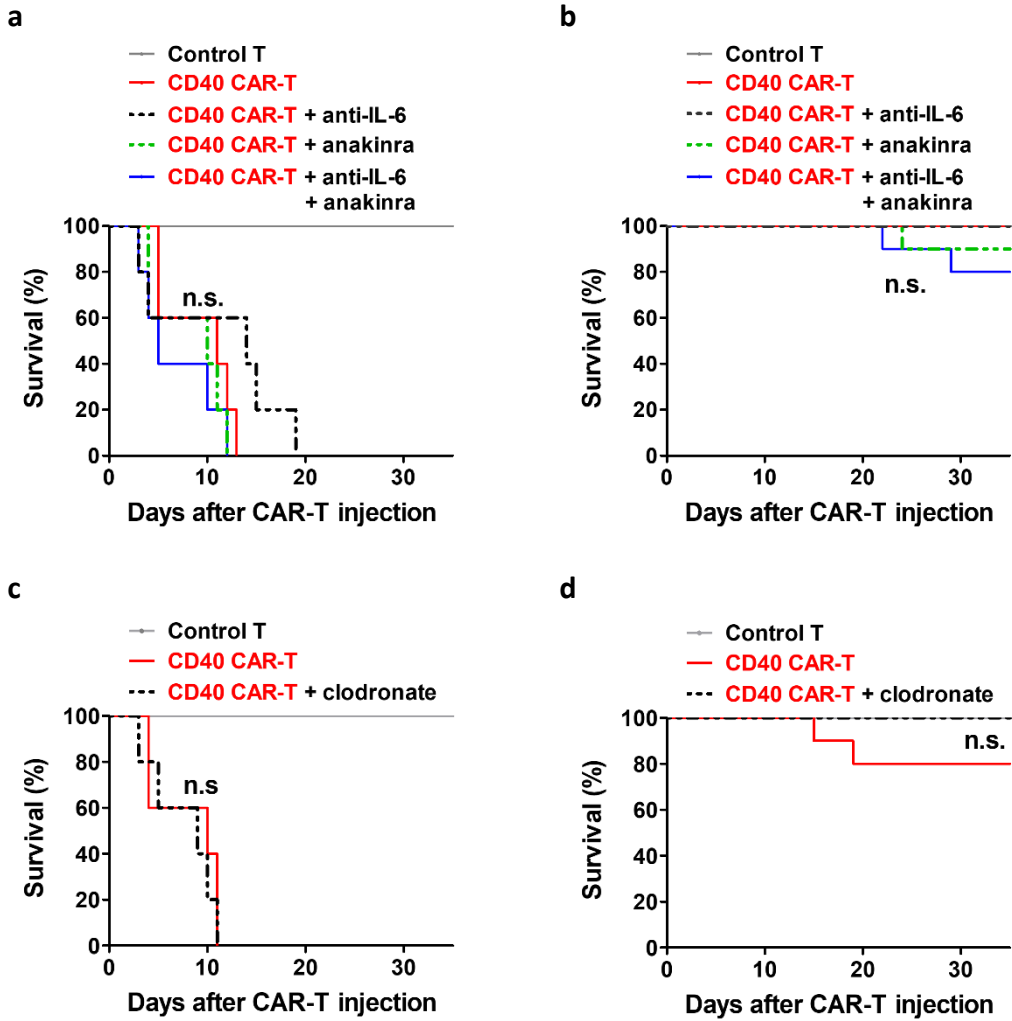 a
Control T
CD40 CAR-T
CD40 CAR-T + anti-IL-6
CD40 CAR-T + anakinra
CD40 CAR-T + anti-IL-6
+ anakinra
100
80
60
40
20
0
n.s.
Survival (%)
0 10 20 30
Days after CAR-T injection
b
Control T
CD40 CAR-T
CD40 CAR-T + anti-IL-6
CD40 CAR-T + anakinra
CD40 CAR-T + anti-IL-6
+ anakinra
100
80
60
40
20
0
n.s.
Survival (%)
0 10 20 30
Days after CAR-T injection
c
Control T
CD40 CAR-T
CD40 CAR-T + clodronate
100
80
60
40
20
0
n.s
Survival (%)
0 10 20 30
Days after CAR-T injection
d
Control T
CD40 CAR-T
CD40 CAR-T + clodronate
100
80
60
40
20
0
n.s.
Survival (%)
0 10 20 30
Days after CAR-T injection